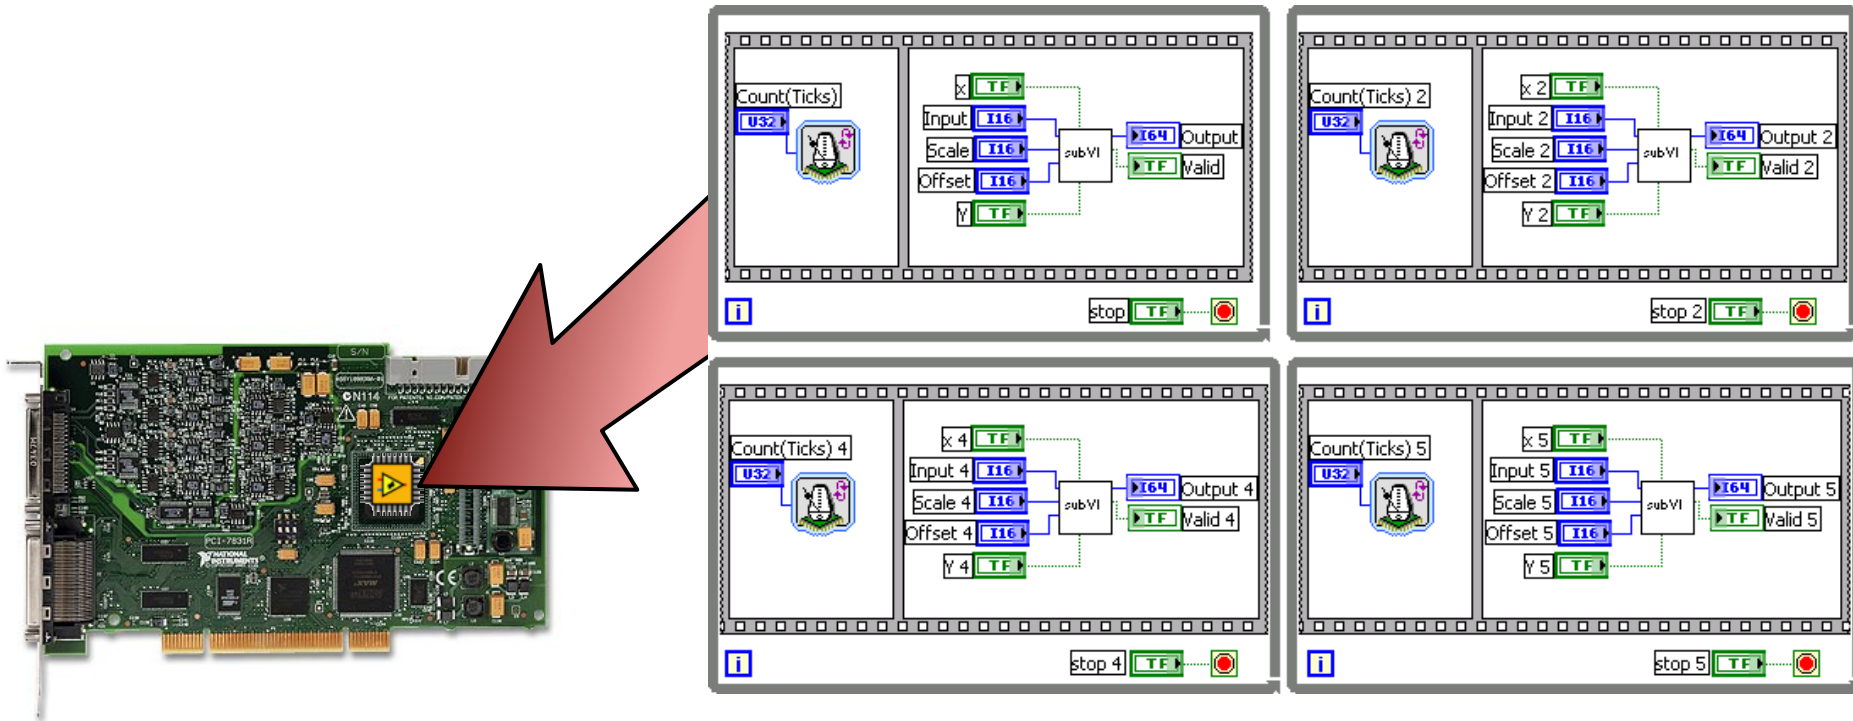 Count(Ticks)
U32
x
TF
Input
I16
Scale
I16
Offset
I16
Y
TF
subVI
I64
Output
TF
Valid
i
stop
TF
Count(Ticks) 2
U32
x 2
TF
Input 2
I16
Scale 2
I16
Offset 2
I16
Y 2
TF
subVI
I64
Output 2
TF
Valid 2
i
stop 2
TF
Count(Ticks) 4
U32
x 4
TF
Input 4
I16
Scale 4
I16
Offset 4
I16
Y 4
TF
subVI
I64
Output 4
TF
Valid 4
i
stop 4
TF
Count(Ticks) 5
U32
x 5
TF
Input 5
I16
Scale 5
I16
Offset 5
I16
Y 5
TF
subVI
I64
Output 5
TF
Valid 5
i
stop 5
TF
S/N
N114
PCI-7831R
NATIONAL
INSTRUMENTS
MAX
CE